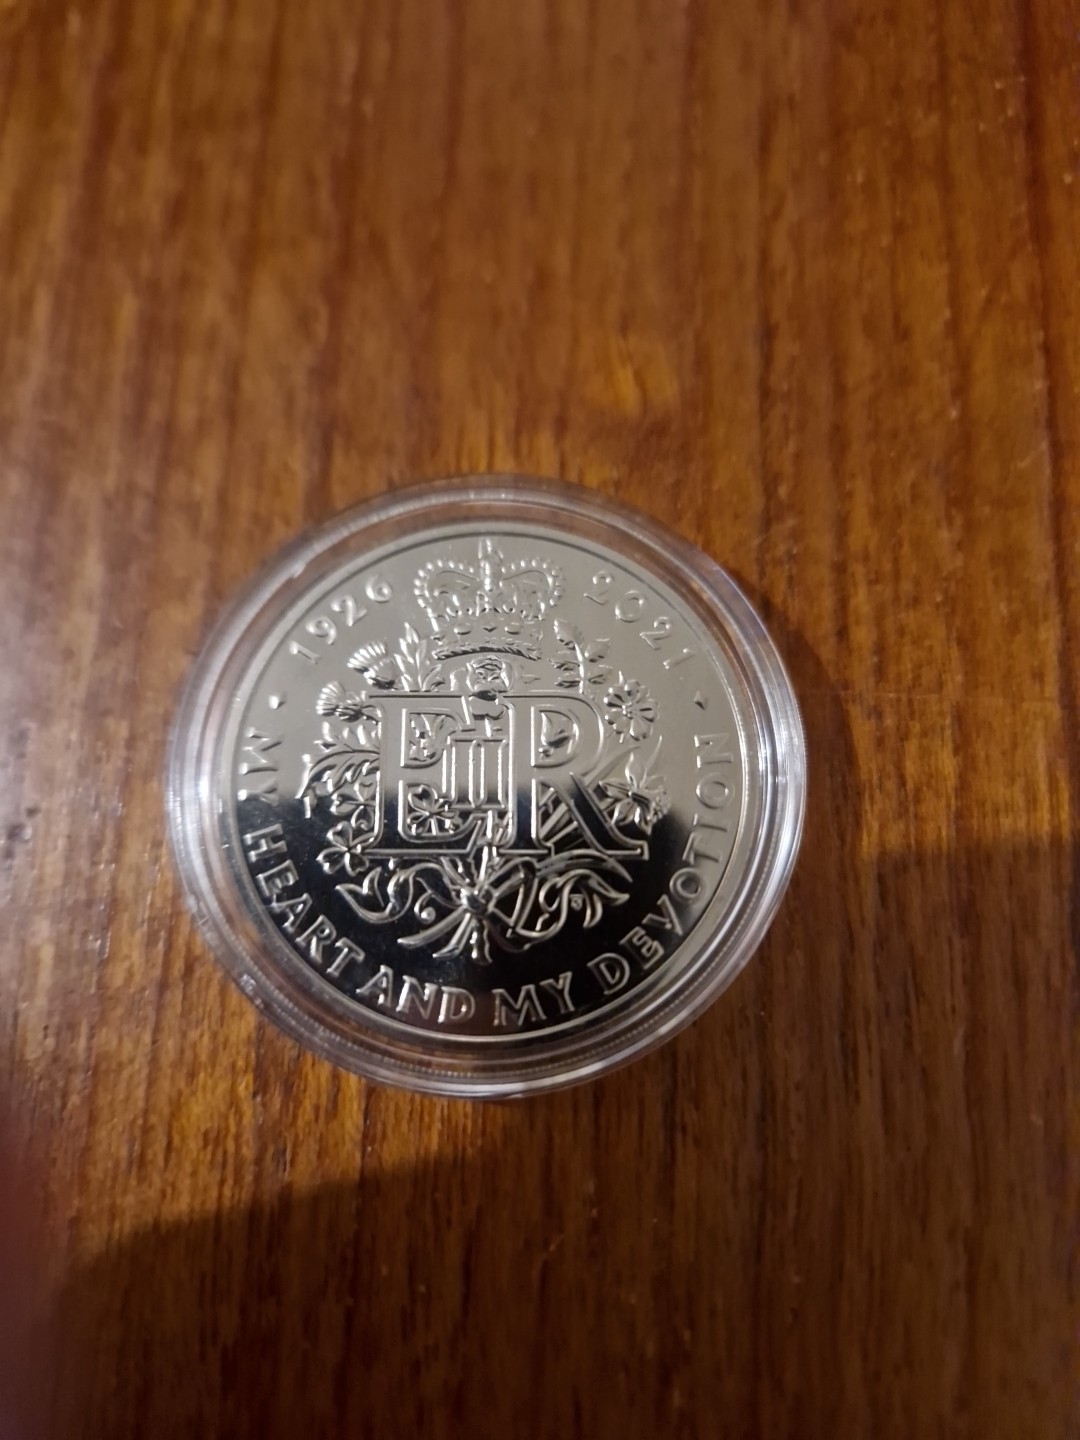 1926 2021
EIIR
MY HEART AND MY DEVOTION